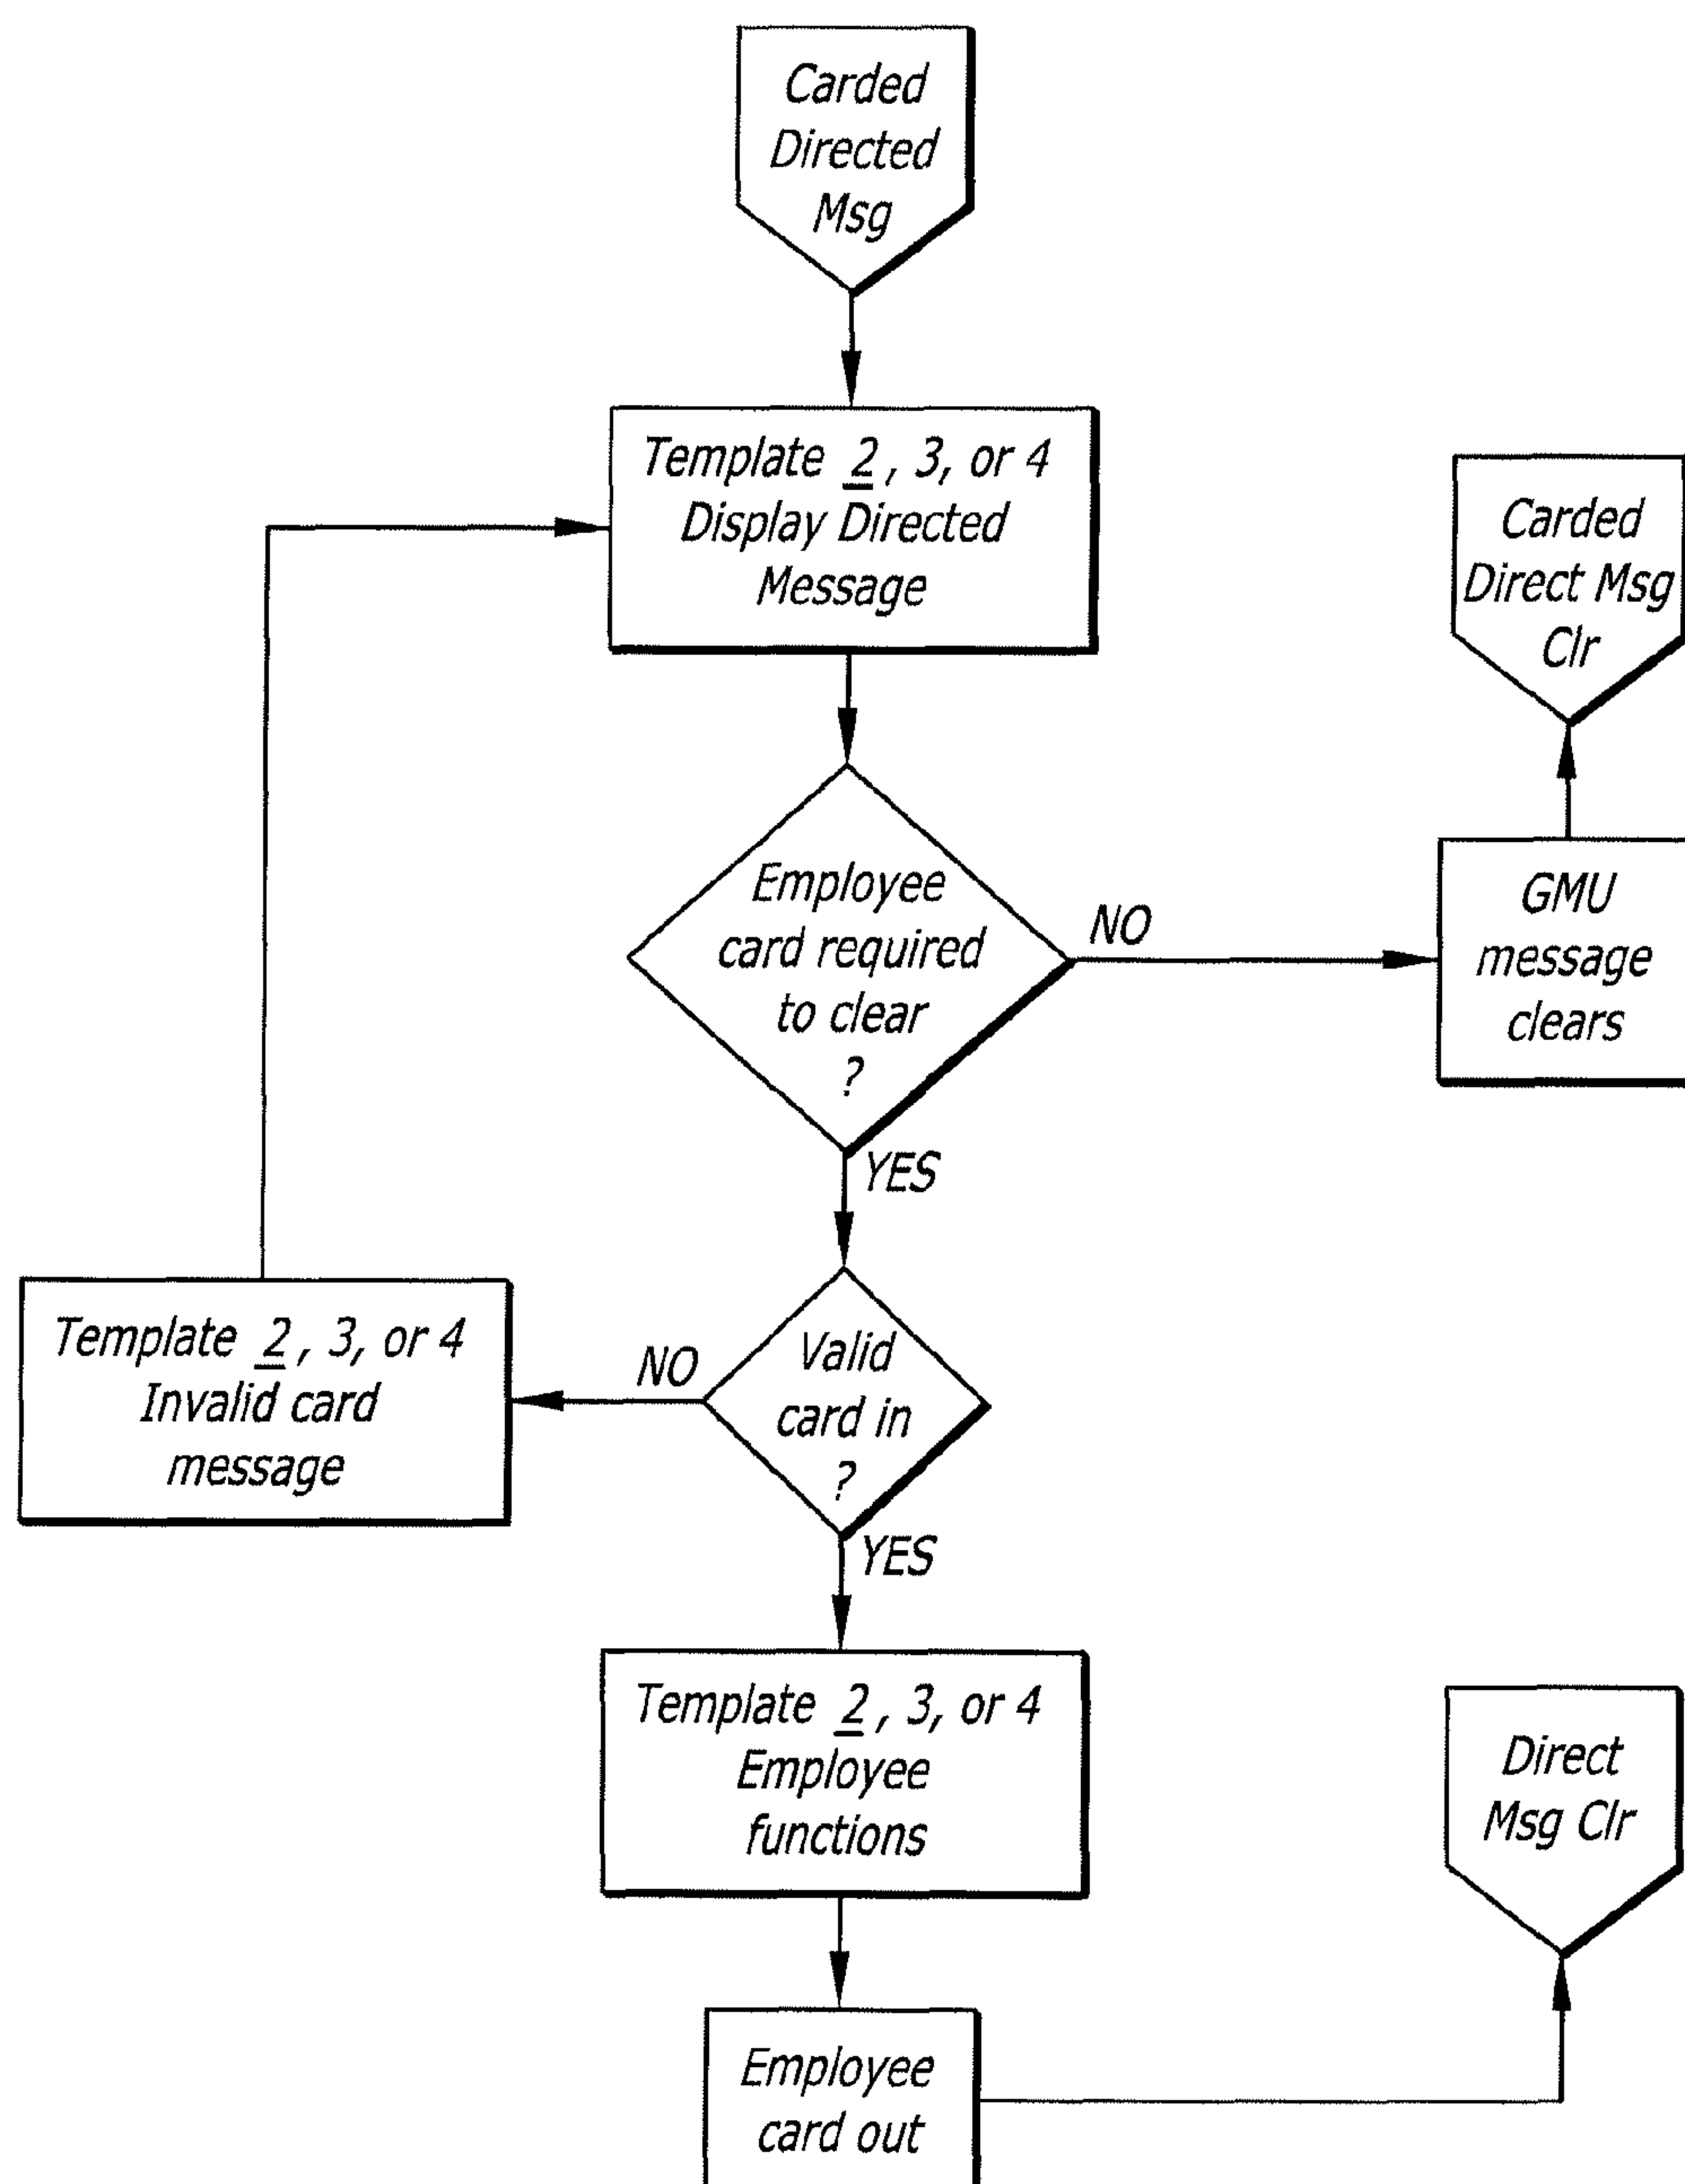 Carded
Directed
Msg
Template 2, 3, or 4
Display Directed
Message
Carded
Direct Msg
Clr
Employee
card required
to clear
?
NO
GMU
message
clears
YES
Template 2, 3, or 4
Invalid card
message
NO
Valid
card in
?
YES
Template 2, 3, or 4
Employee
functions
Direct
Msg Clr
Employee
card out